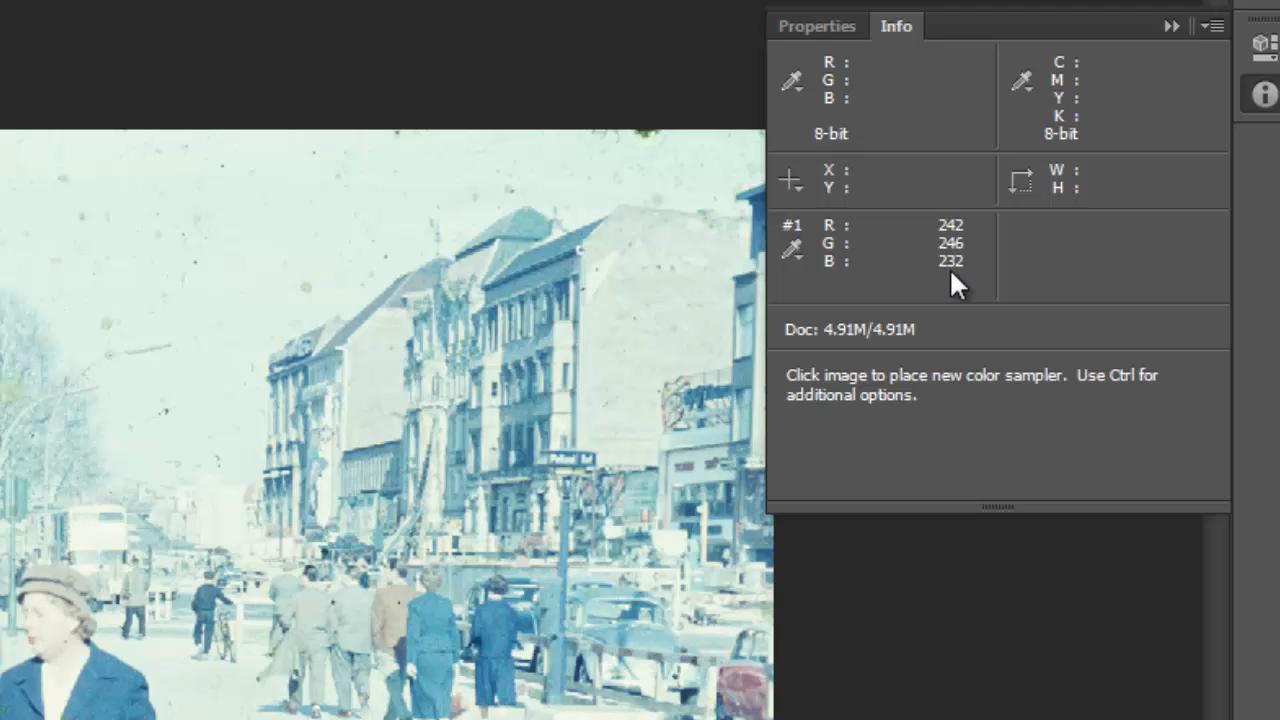 Properties Info
R : C :
G : M :
B : Y :
K :
8-bit 8-bit
X : W :
Y : H :
#1 R : 242
G : 246
B : 232
Doc: 4.91M/4.91M
Click image to place new color sampler. Use Ctrl for
additional options.